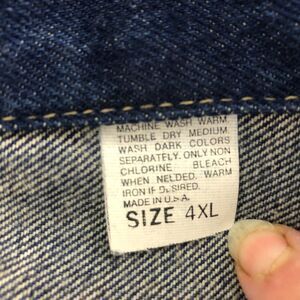 MACHINE WASH WARM.
TUMBLE DRY MEDIUM.
WASH DARK COLORS
SEPARATELY. ONLY NON
CHLORINE BLEACH
WHEN NELDED. WARM
IRON IF DESIRED.
MADE IN U.S.A.
SIZE 4XL